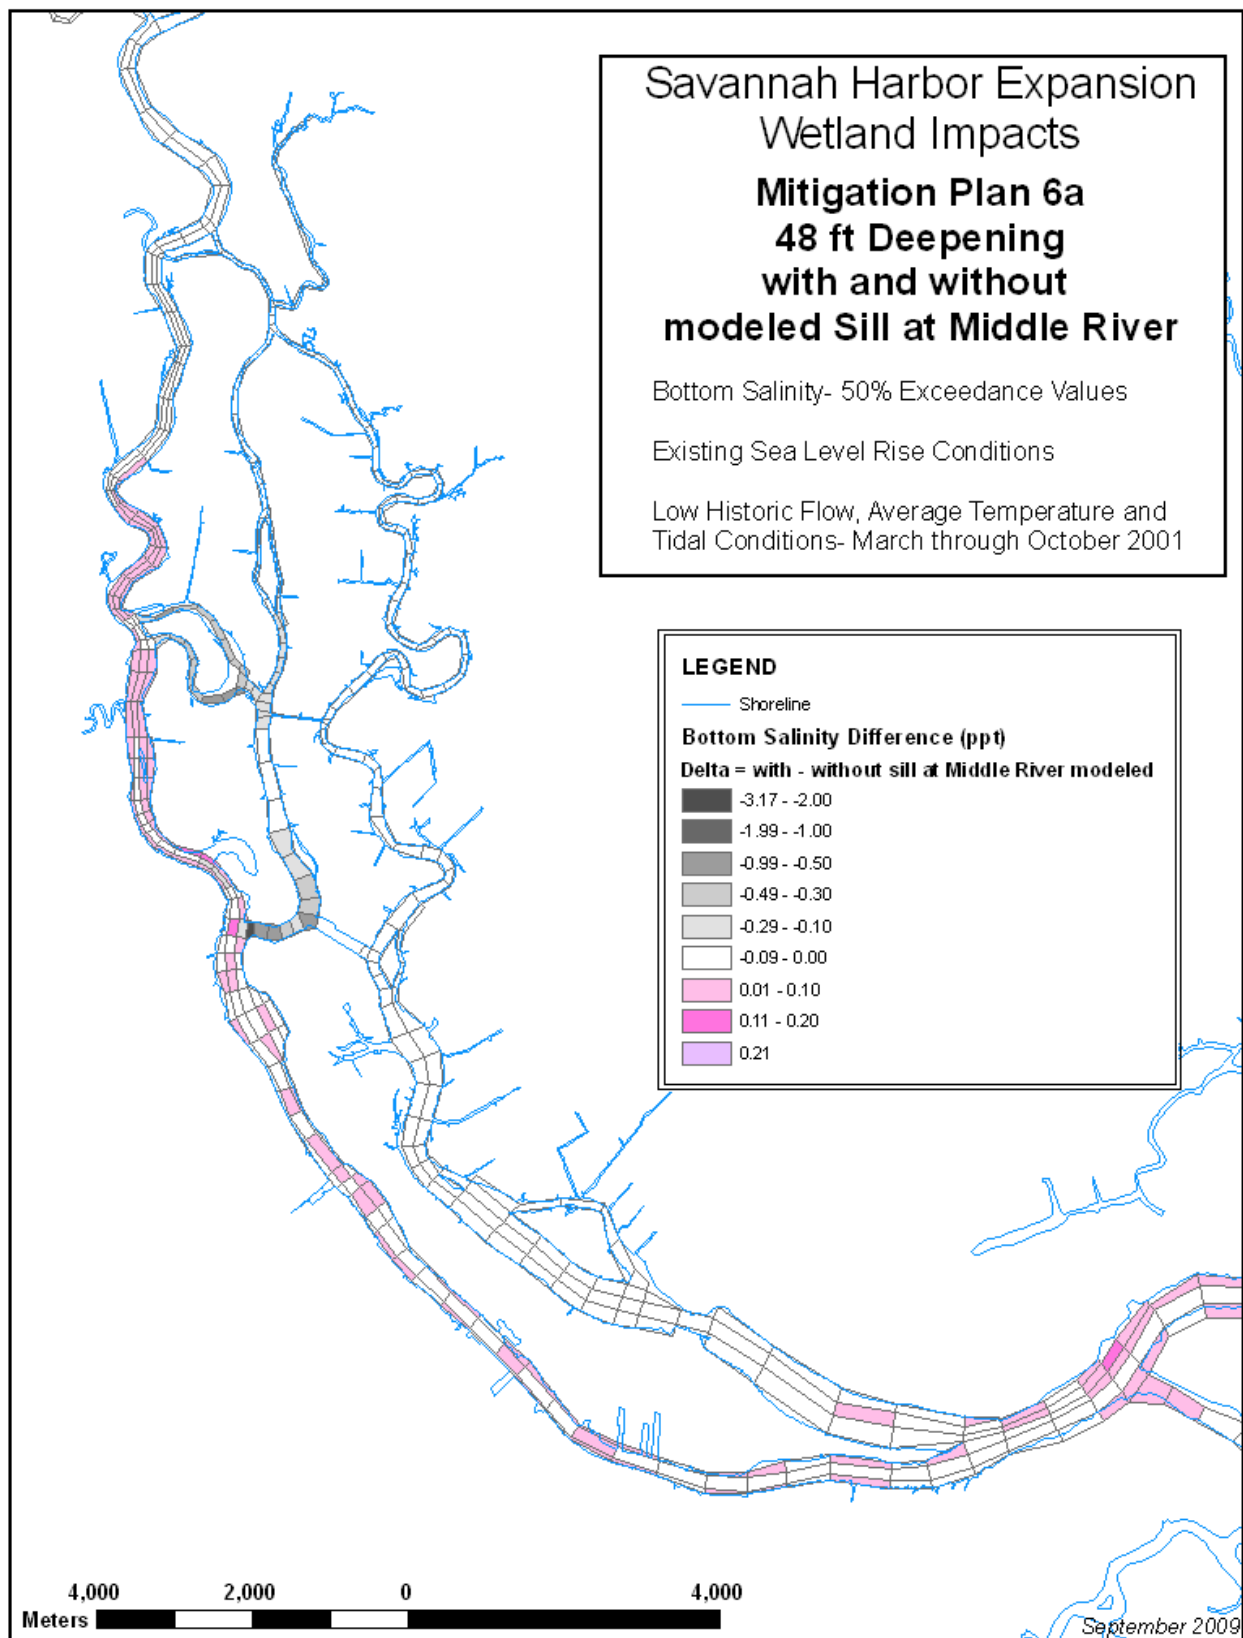 Savannah Harbor Expansion
Wetland Impacts
Mitigation Plan 6a
48 ft Deepening
with and without
modeled Sill at Middle River
Bottom Salinity- 50% Exceedance Values
Existing Sea Level Rise Conditions
Low Historic Flow, Average Temperature and
Tidal Conditions- March through October 2001
LEGEND
Shoreline
Bottom Salinity Difference (ppt)
Delta = with - without sill at Middle River modeled
-3.17 - -2.00
-1.99 - -1.00
-0.99 - -0.50
-0.49 - -0.30
-0.29 - -0.10
-0.09 - 0.00
0.01 - 0.10
0.11 - 0.20
0.21
4,000 2,000 0 4,000
Meters
September 2009